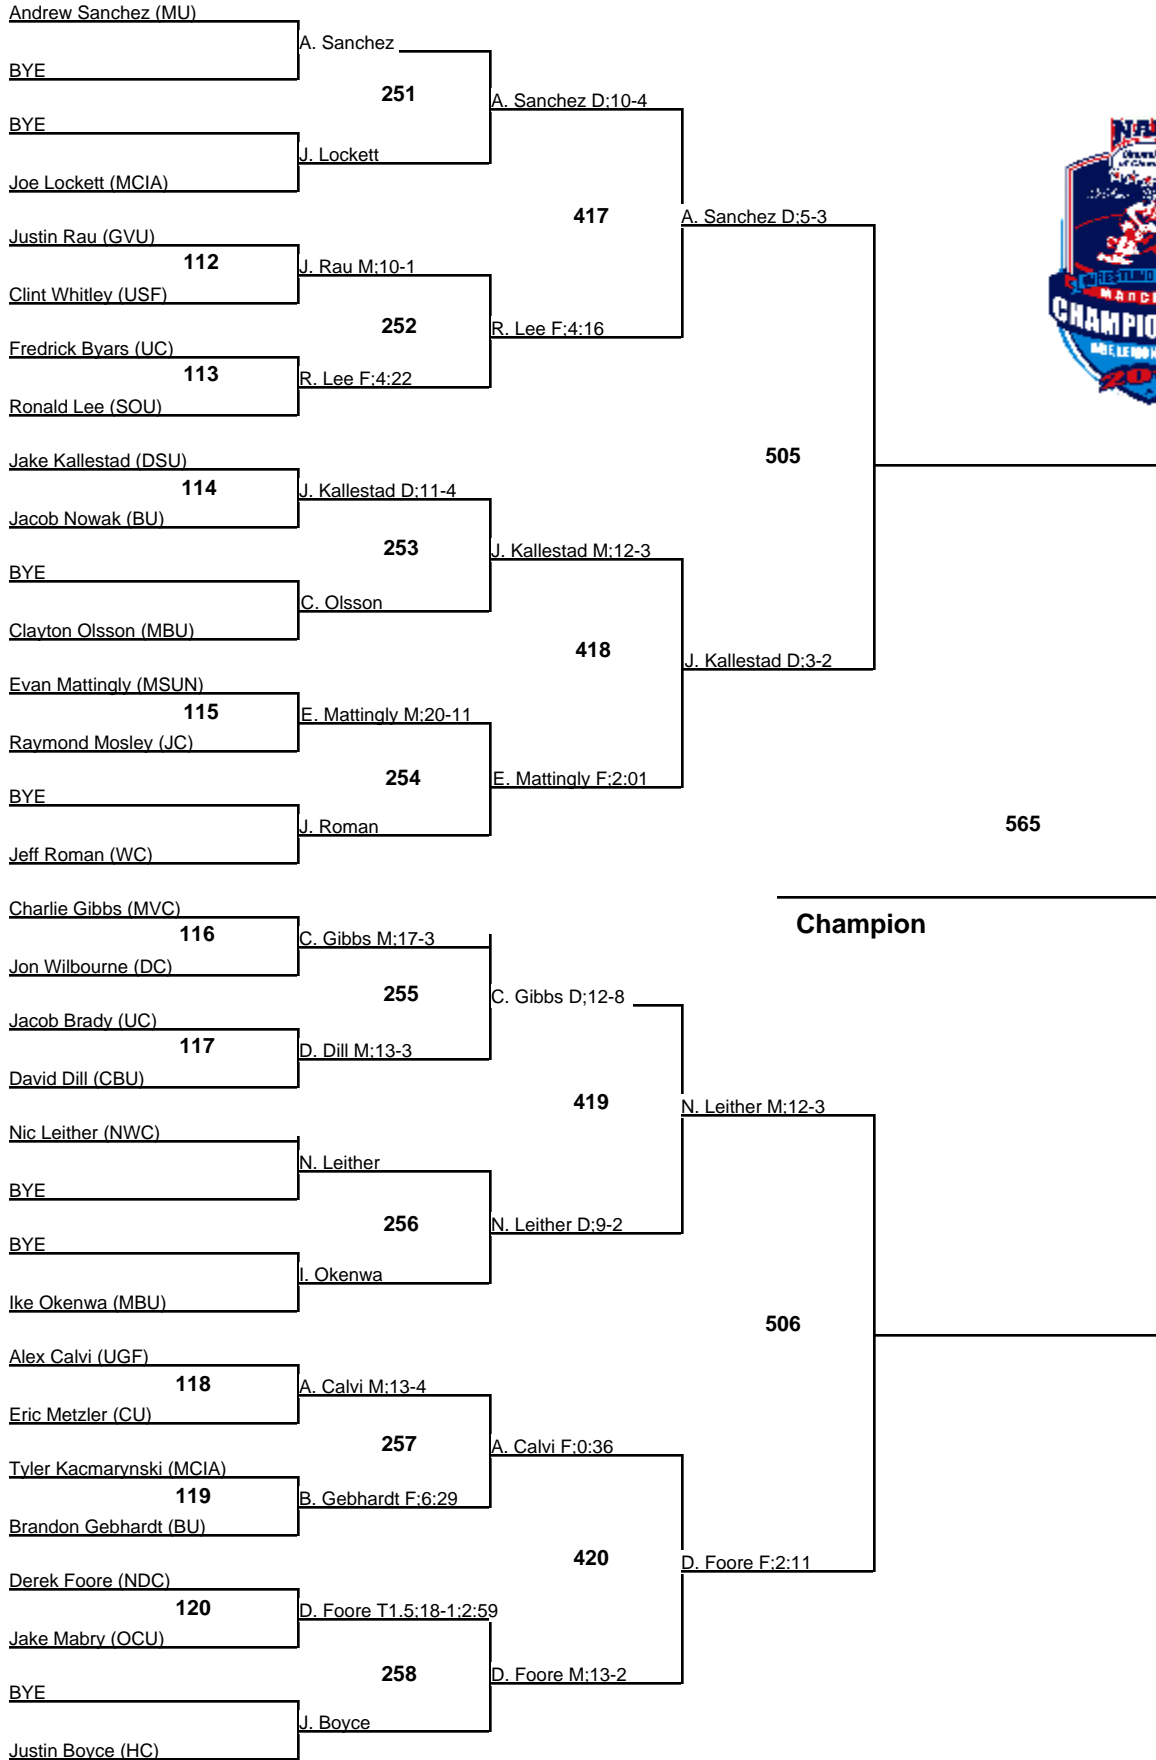 Andrew Sanchez (MU)
A. Sanchez
BYE
251
A. Sanchez D;10-4
BYE
J. Lockett
Joe Lockett (MCIA)
417
A. Sanchez D;5-3
Justin Rau (GVU)
112
J. Rau M;10-1
Clint Whitley (USF)
252
R. Lee F;4:16
Fredrick Byars (UC)
113
R. Lee F;4:22
Ronald Lee (SOU)
505
Jake Kallestad (DSU)
114
J. Kallestad D;11-4
Jacob Nowak (BU)
253
J. Kallestad M;12-3
BYE
C. Olsson
Clayton Olsson (MBU)
418
J. Kallestad D;3-2
Evan Mattingly (MSUN)
115
E. Mattingly M;20-11
Raymond Mosley (JC)
254
E. Mattingly F;2:01
BYE
J. Roman
Jeff Roman (WC)
565
Champion
Charlie Gibbs (MVC)
116
C. Gibbs M;17-3
Jon Wilbourne (DC)
255
C. Gibbs D;12-8
Jacob Brady (UC)
117
D. Dill M;13-3
David Dill (CBU)
419
N. Leither M;12-3
Nic Leither (NWC)
N. Leither
BYE
256
N. Leither D;9-2
BYE
I. Okenwa
Ike Okenwa (MBU)
506
Alex Calvi (UGF)
118
A. Calvi M;13-4
Eric Metzler (CU)
257
A. Calvi F;0:36
Tyler Kacmarynski (MCIA)
119
B. Gebhardt F;6:29
Brandon Gebhardt (BU)
420
D. Foore F;2:11
Derek Foore (NDC)
120
D. Foore T1.5;18-1;2:59
Jake Mabry (OCU)
258
D. Foore M;13-2
BYE
J. Boyce
Justin Boyce (HC)